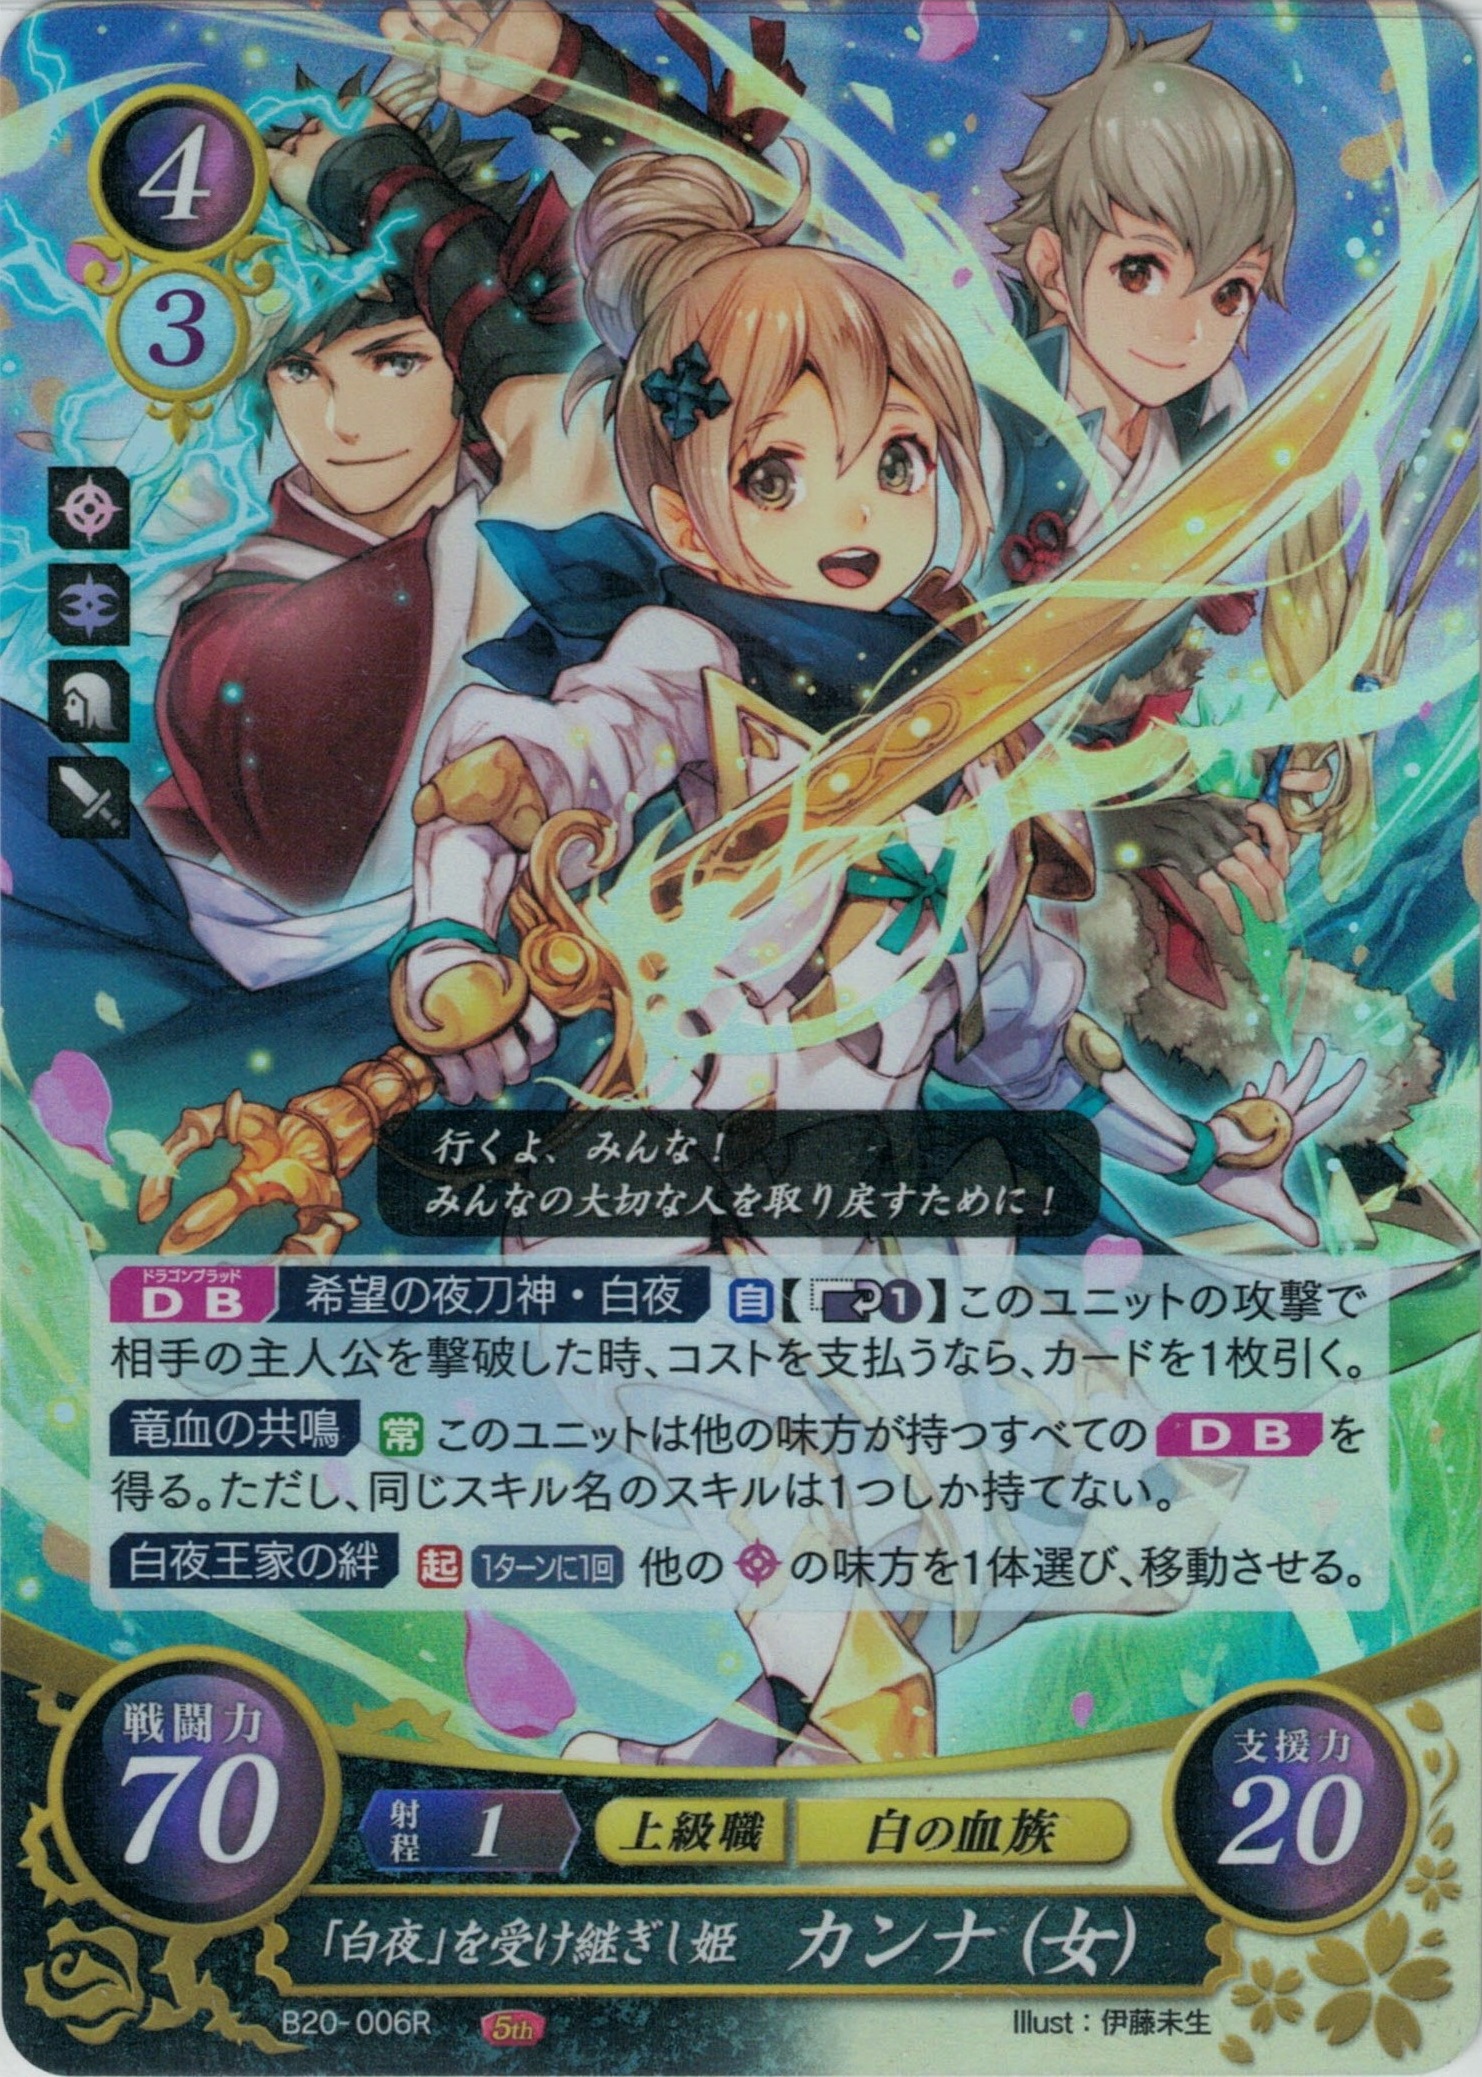 4
3
行くよ、みんな!
みんなの大切な人を取り戻すために!
ドラゴンブラッド
DB 希望の夜刀神・白夜 自【1】このユニットの攻撃で
相手の主人公を撃破した時、コストを支払うなら、カードを1枚引く。
竜血の共鳴 常 このユニットは他の味方が持つすべての DB を
得る。ただし、同じスキル名のスキルは1つしか持てない。
白夜王家の絆 起 1ターンに1回 他の の味方を1体選び、移動させる。
戦闘力
70
射程 1
上級職
白の血族
支援力
20
「白夜」を受け継ぎし姫 カンナ(女)
B20-006R 5th Illust:伊藤未生